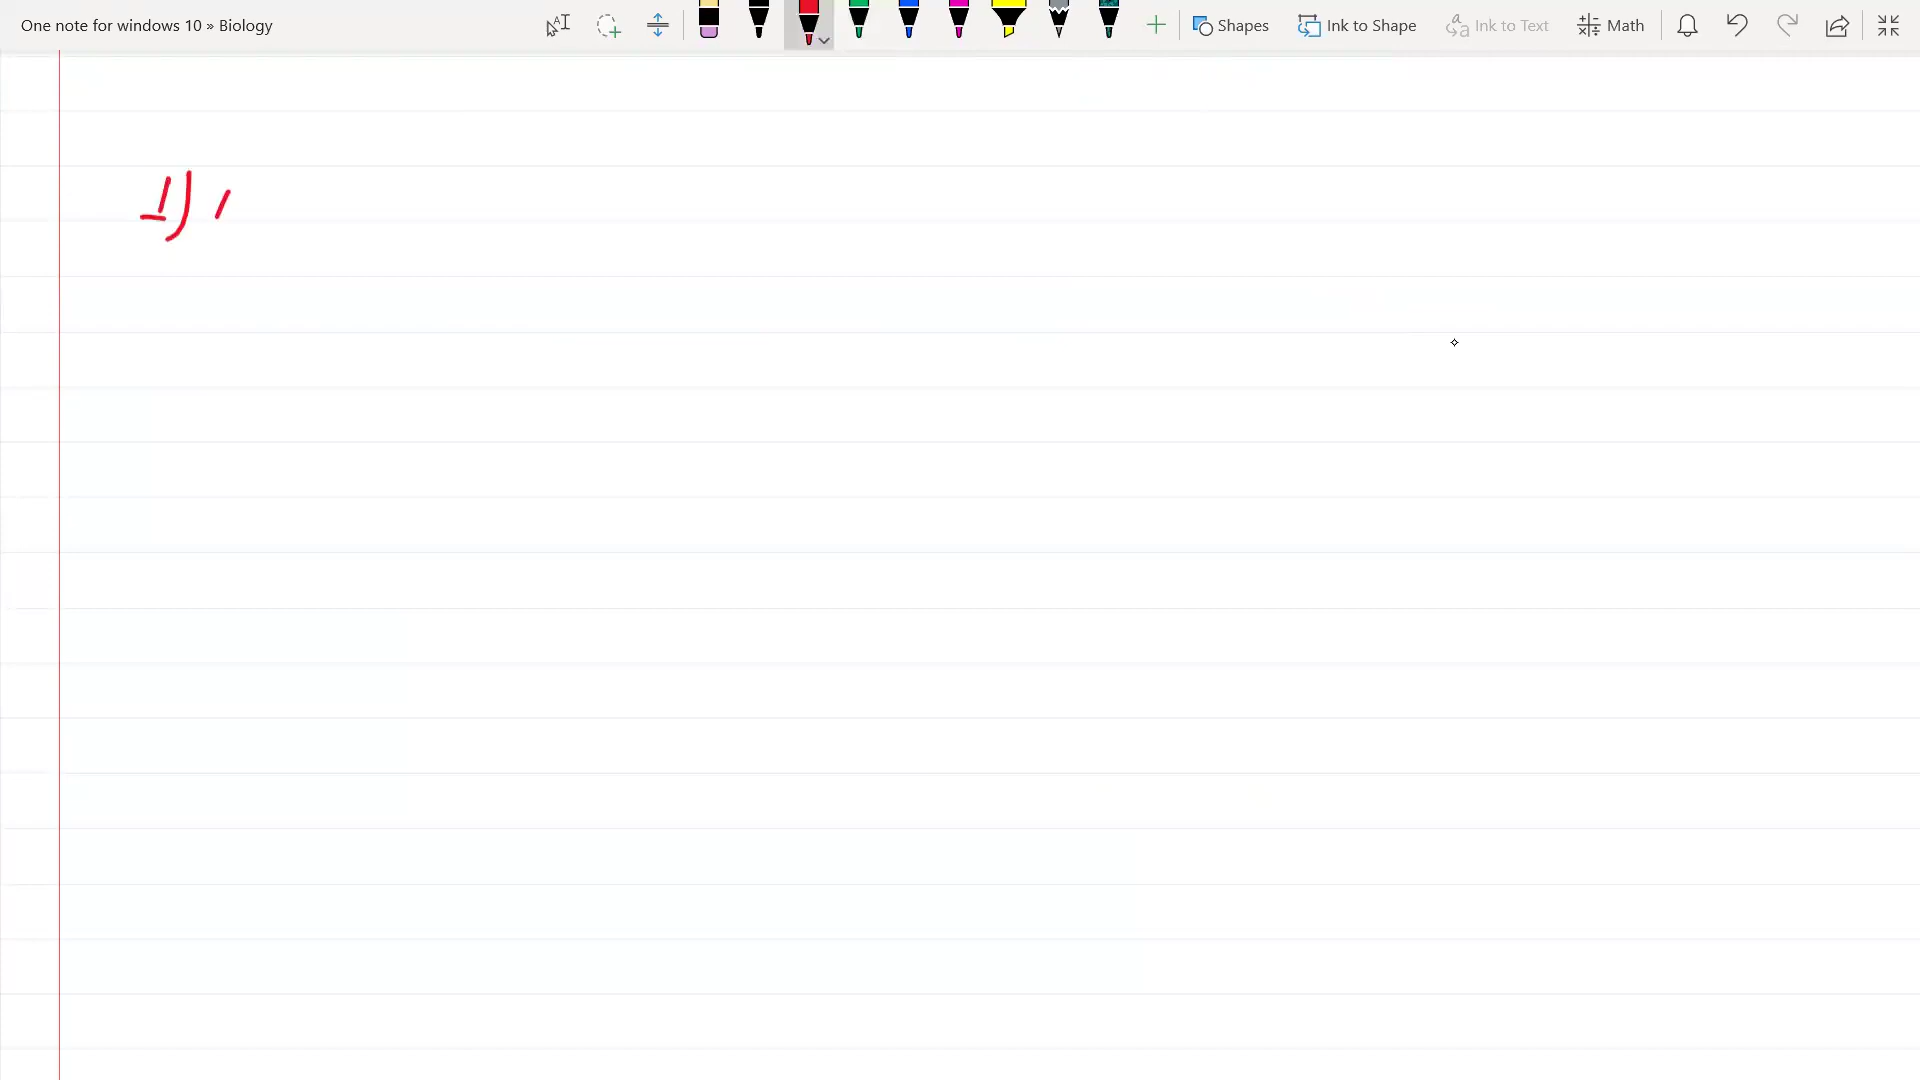 One note for windows 10 » Biology
Shapes
Ink to Shape
Ink to Text
Math
1)